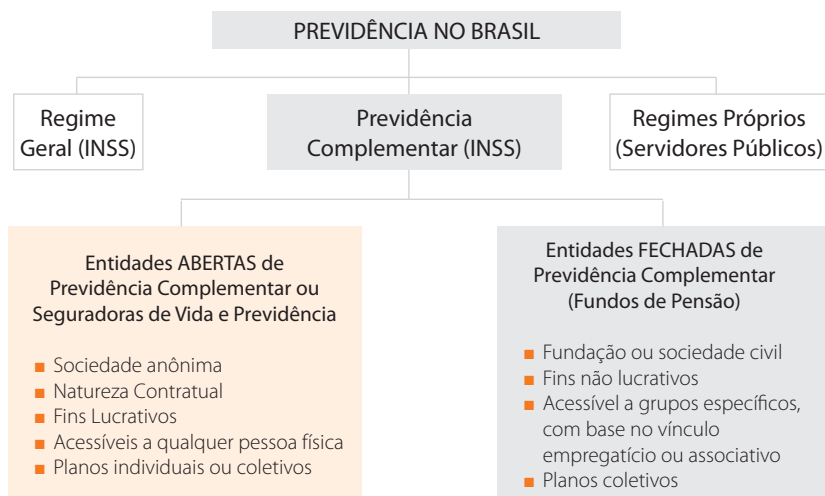 PREVIDÊNCIA NO BRASIL
Regime
Geral (INSS)
Previdência
Complementar (INSS)
Regimes Próprios
(Servidores Públicos)
Entidades ABERTAS de
Previdência Complementar ou
Seguradoras de Vida e Previdência
■ Sociedade anônima
■ Natureza Contratual
■ Fins Lucrativos
■ Acessíveis a qualquer pessoa física
■ Planos individuais ou coletivos
Entidades FECHADAS de
Previdência Complementar
(Fundos de Pensão)
■ Fundação ou sociedade civil
■ Fins não lucrativos
■ Acessível a grupos específicos,
com base no vínculo
empregatício ou associativo
■ Planos coletivos